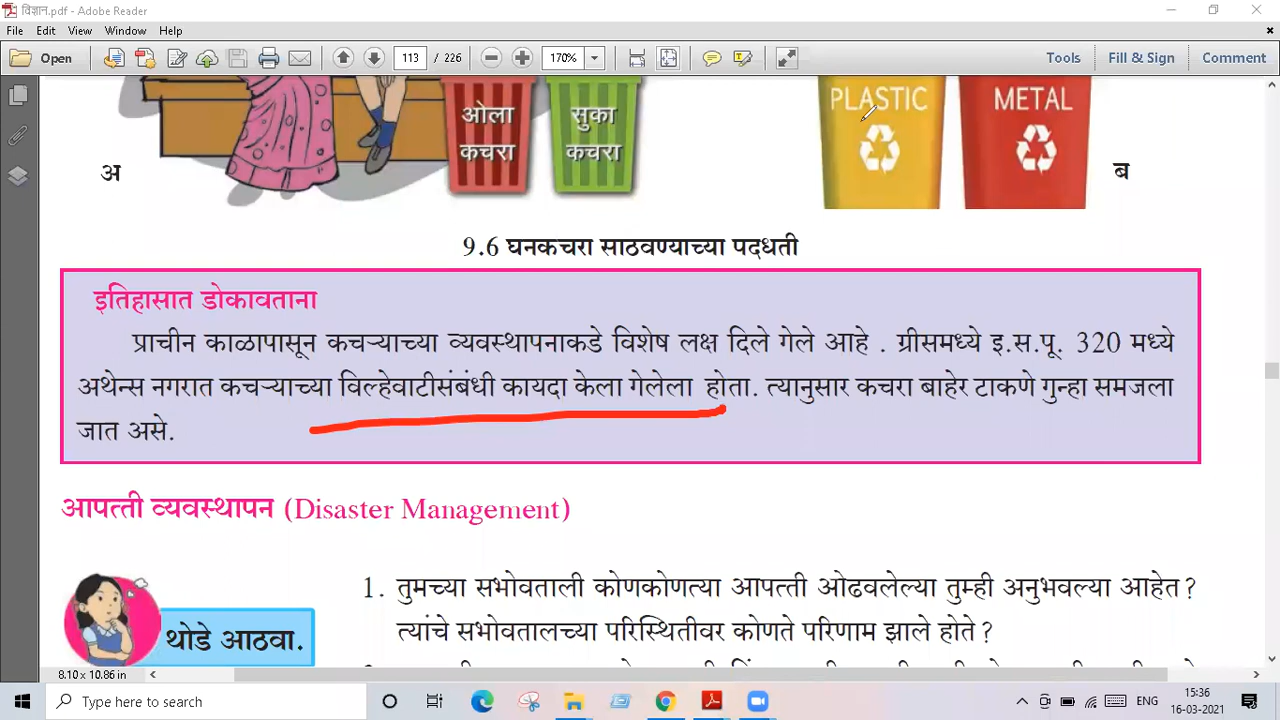 विज्ञान.pdf - Adobe Reader
File Edit View Window Help
Open 113 / 226 170% Tools Fill & Sign Comment
ओला कचरा
सुका कचरा
PLASTIC
METAL
अ
ब
9.6 घनकचरा साठवण्याच्या पद्धती
इतिहासात डोकावताना
प्राचीन काळापासून कचऱ्याच्या व्यवस्थापनाकडे विशेष लक्ष दिले गेले आहे . ग्रीसमध्ये इ.स.पू. 320 मध्ये
अथेन्स नगरात कचऱ्याच्या विल्हेवाटीसंबंधी कायदा केला गेलेला होता. त्यानुसार कचरा बाहेर टाकणे गुन्हा समजला
जात असे.
आपत्ती व्यवस्थापन (Disaster Management)
थोडे आठवा.
1. तुमच्या सभोवताली कोणकोणत्या आपत्ती ओढवलेल्या तुम्ही अनुभवल्या आहेत ?
त्यांचे सभोवतालच्या परिस्थितीवर कोणते परिणाम झाले होते ?
8.10 x 10.86 in
Type here to search
ENG
15:36
16-03-2021